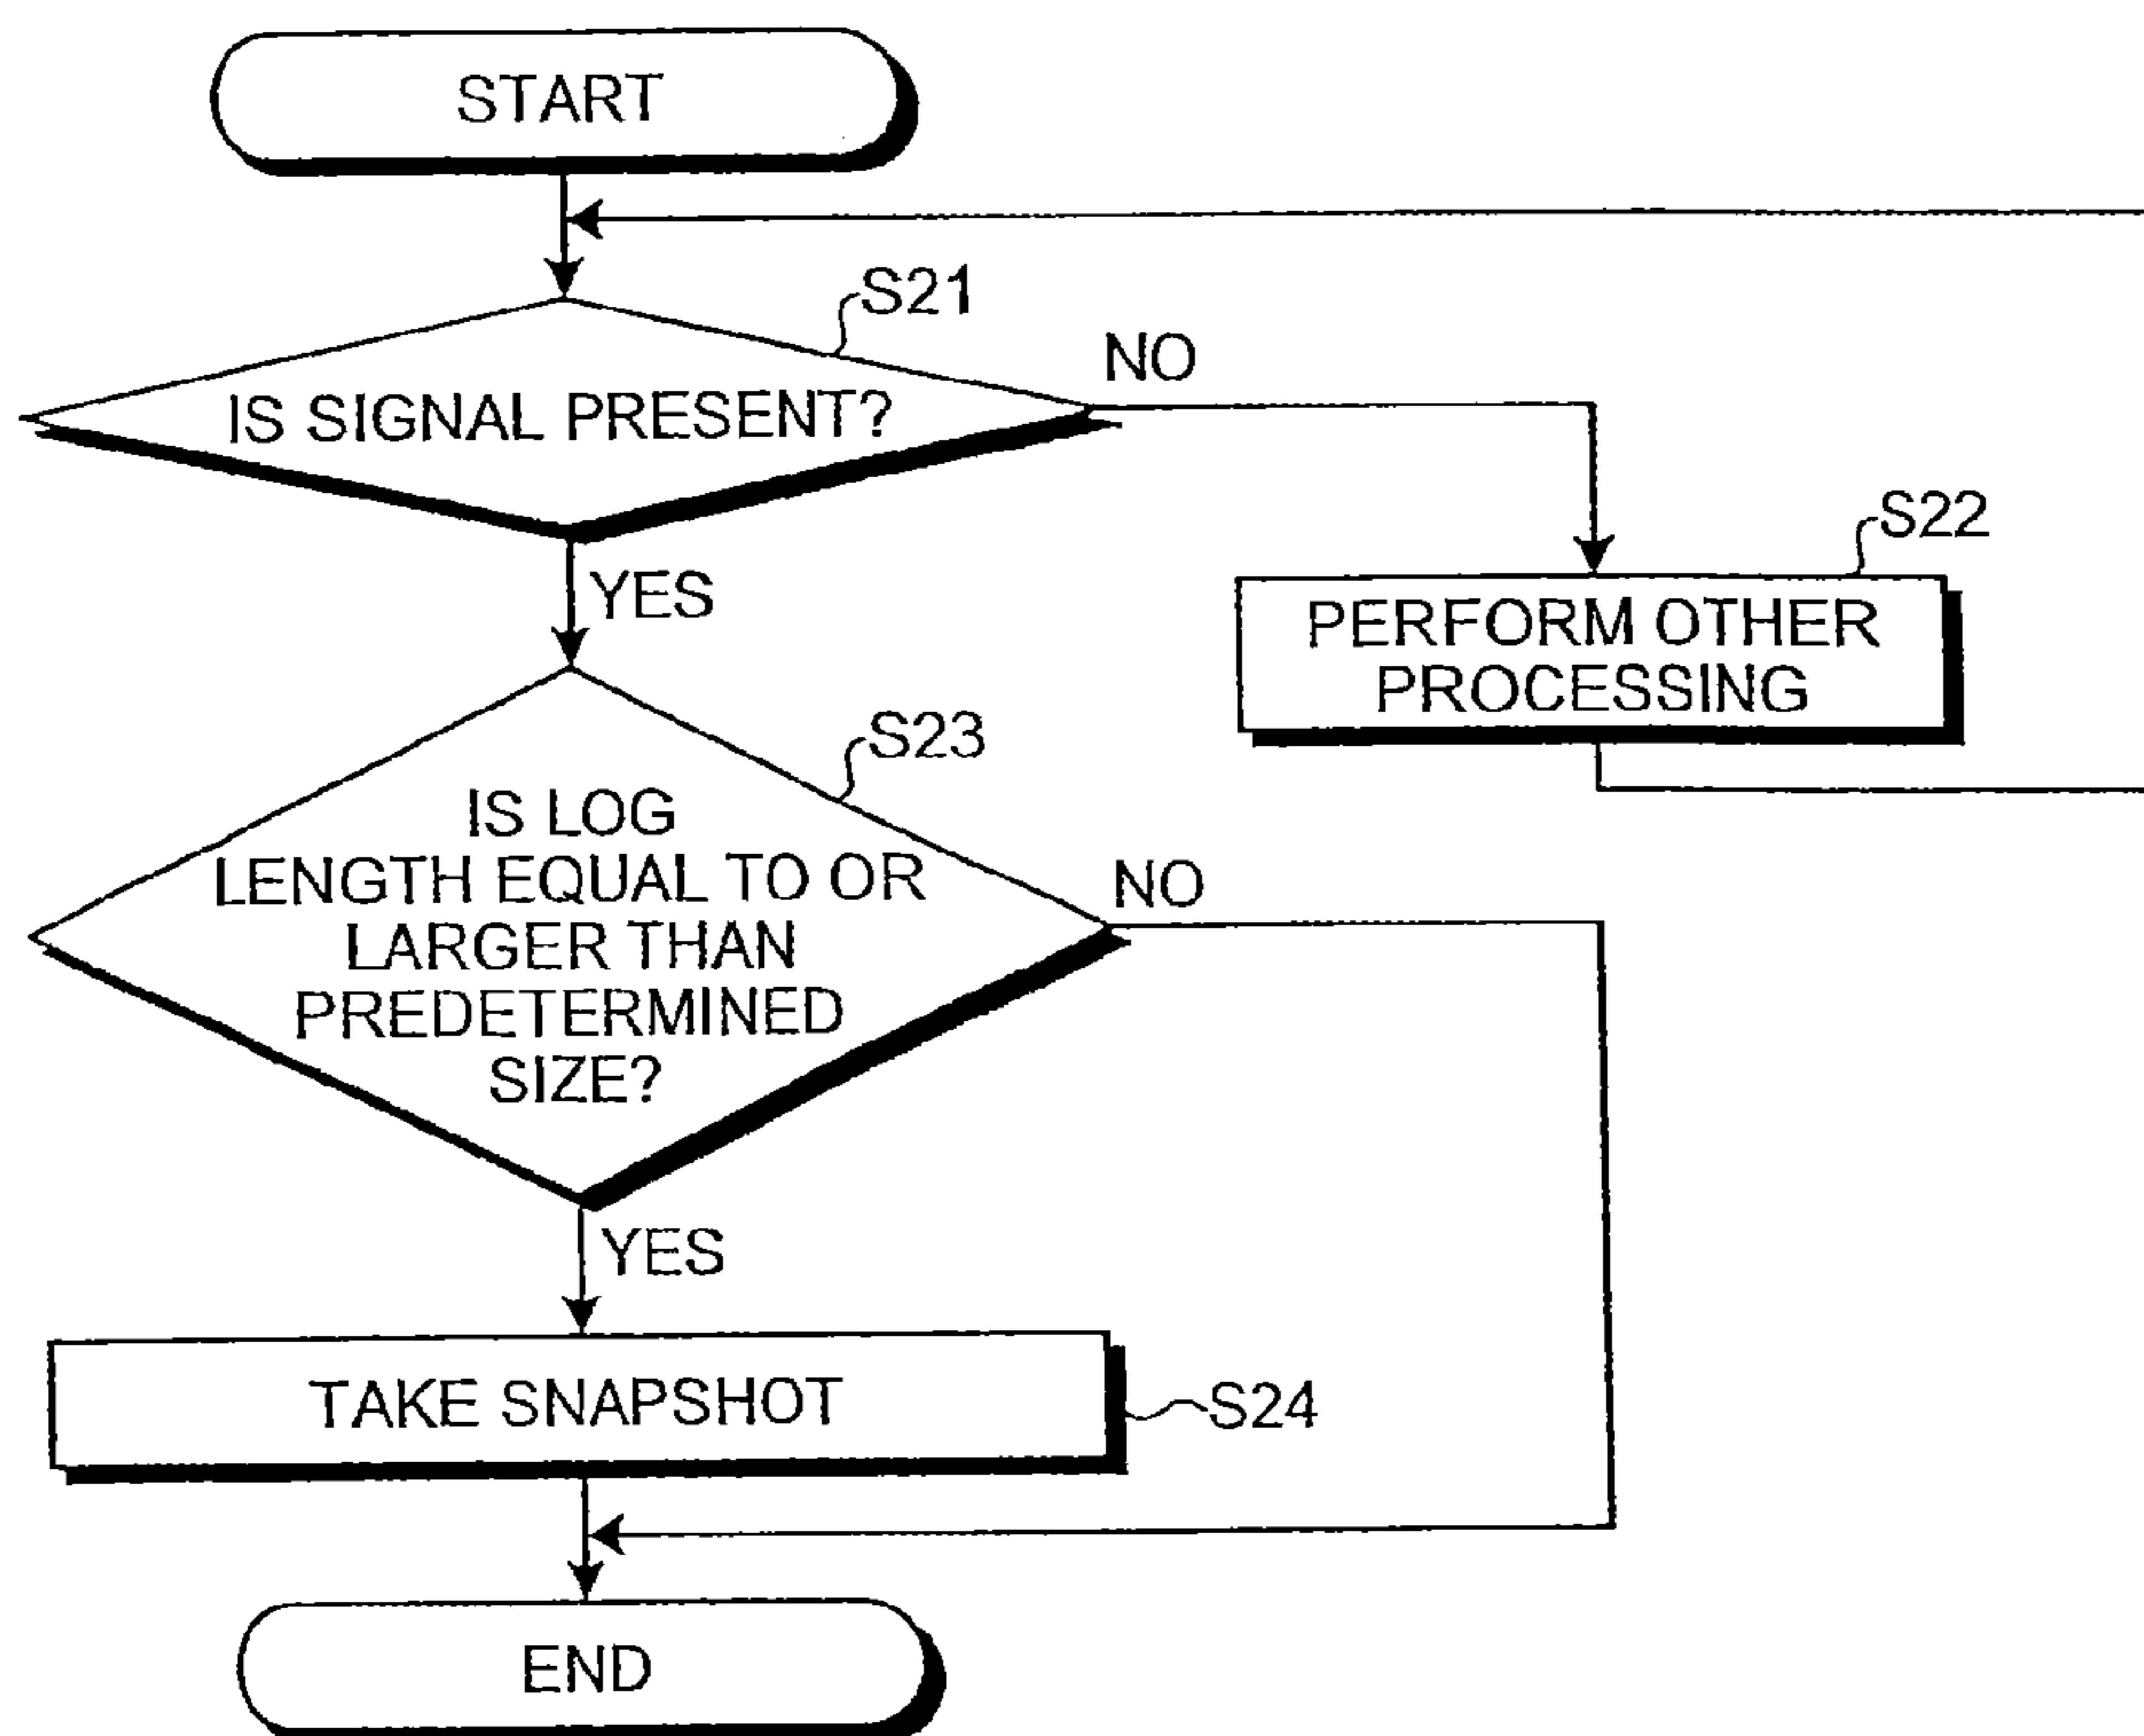 START
S21
NO
IS SIGNAL PRESENT?
S22
YES
PERFORM OTHER
PROCESSING
S23
IS LOG
LENGTH EQUAL TO OR
LARGER THAN
PREDETERMINED
SIZE?
NO
YES
TAKE SNAPSHOT
S24
END